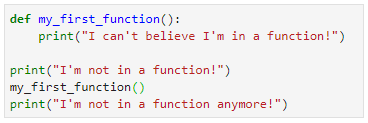 def my_first_function():
    print("I can't believe I'm in a function!")

print("I'm not in a function!")
my_first_function()
print("I'm not in a function anymore!")